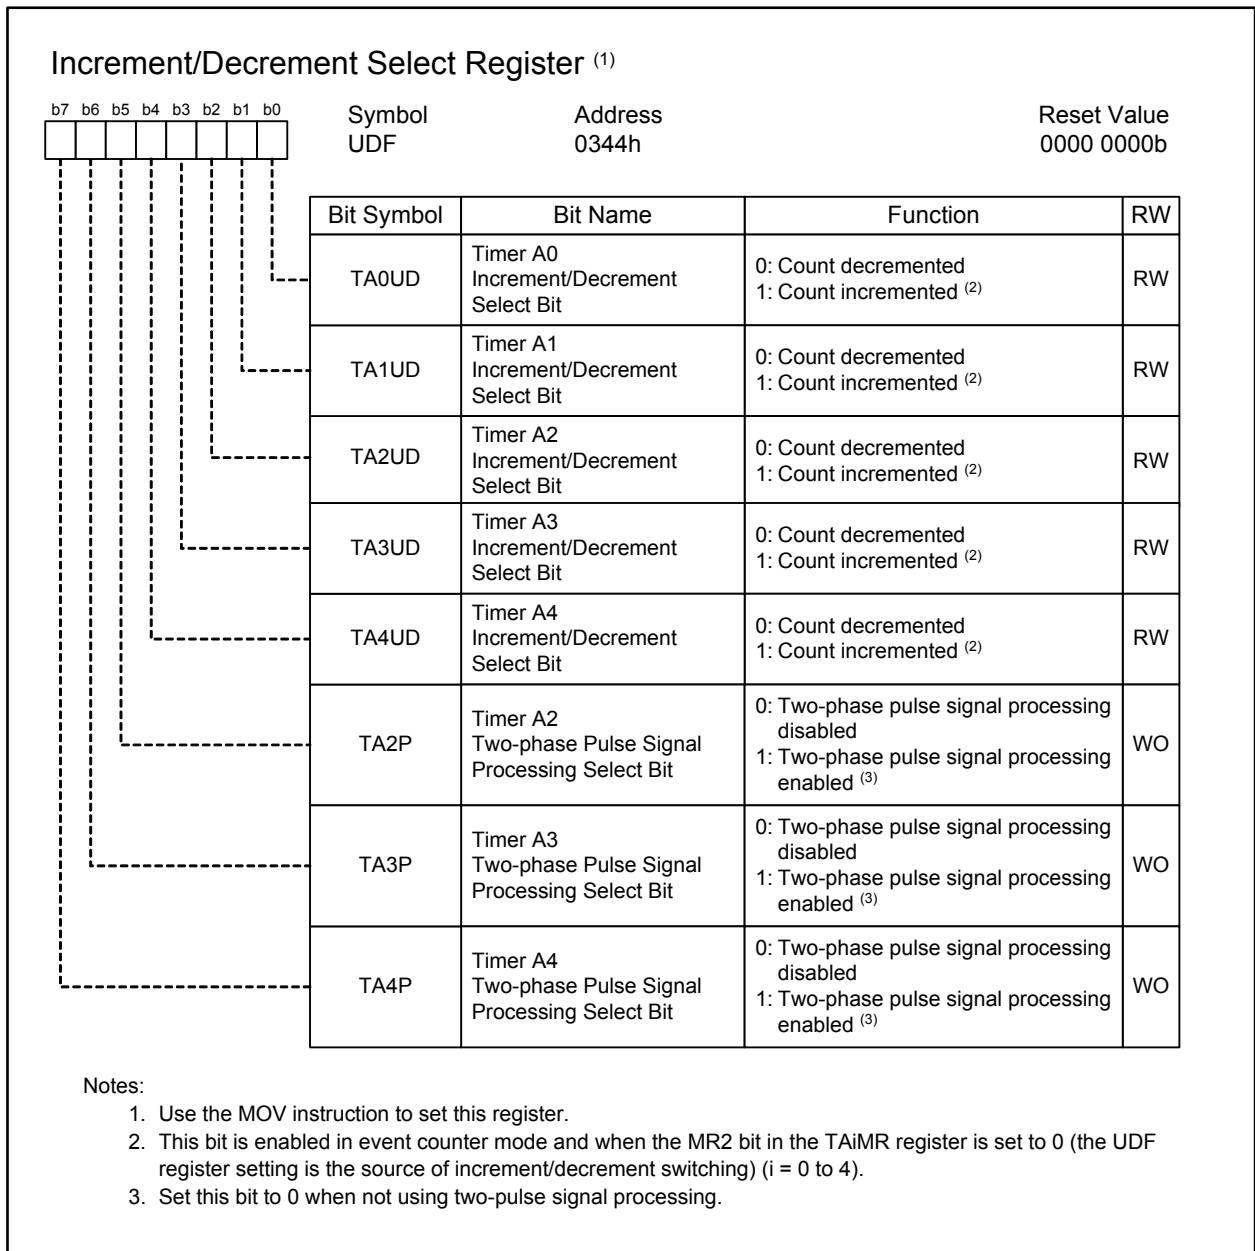 Increment/Decrement Select Register (1)
b7 b6 b5 b4 b3 b2 b1 b0
Symbol Address Reset Value
UDF 0344h 0000 0000b
Bit Symbol Bit Name Function RW
TA0UD
Timer A0
Increment/Decrement
Select Bit
0: Count decremented
1: Count incremented (2)
RW
TA1UD
Timer A1
Increment/Decrement
Select Bit
0: Count decremented
1: Count incremented (2)
RW
TA2UD
Timer A2
Increment/Decrement
Select Bit
0: Count decremented
1: Count incremented (2)
RW
TA3UD
Timer A3
Increment/Decrement
Select Bit
0: Count decremented
1: Count incremented (2)
RW
TA4UD
Timer A4
Increment/Decrement
Select Bit
0: Count decremented
1: Count incremented (2)
RW
TA2P
Timer A2
Two-phase Pulse Signal
Processing Select Bit
0: Two-phase pulse signal processing
disabled
1: Two-phase pulse signal processing
enabled (3)
WO
TA3P
Timer A3
Two-phase Pulse Signal
Processing Select Bit
0: Two-phase pulse signal processing
disabled
1: Two-phase pulse signal processing
enabled (3)
WO
TA4P
Timer A4
Two-phase Pulse Signal
Processing Select Bit
0: Two-phase pulse signal processing
disabled
1: Two-phase pulse signal processing
enabled (3)
WO
Notes:
1. Use the MOV instruction to set this register.
2. This bit is enabled in event counter mode and when the MR2 bit in the TAiMR register is set to 0 (the UDF
register setting is the source of increment/decrement switching) (i = 0 to 4).
3. Set this bit to 0 when not using two-pulse signal processing.